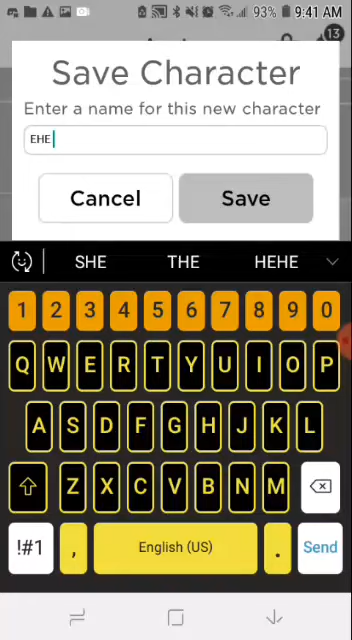 93% 9:41 AM
13
Save Character
Enter a name for this new character
EHE
Cancel Save
SHE THE HEHE
1 2 3 4 5 6 7 8 9 0
Q W E R T Y U I O P
A S D F G H J K L
Z X C V B N M
!#1 , English (US) . Send